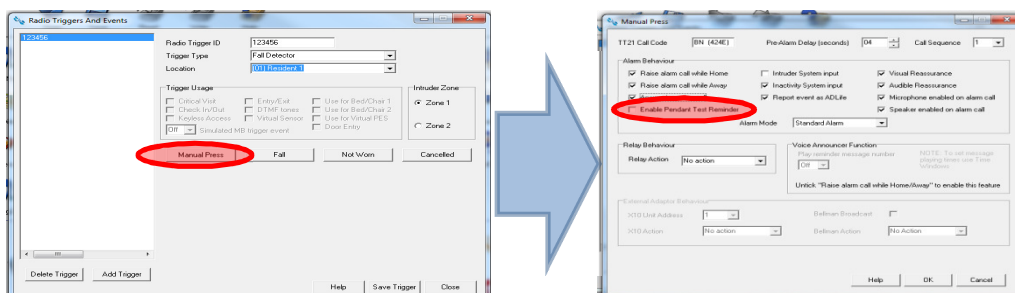 Radio Triggers And Events
123456
Radio Trigger ID 123456
Trigger Type Fall Detector
Location [01] Resident 1
Trigger Usage
Critical Visit Entry/Exit Use for Bed/Chair 1
Check In/Out DTMF tones Use for Bed/Chair 2
Keyless Access Virtual Sensor Use for Virtual PES
Off Simulated MB trigger event Door Entry
Intruder Zone
Zone 1
Zone 2
Manual Press Fall Not Worn Cancelled
Delete Trigger Add Trigger
Help Save Trigger Close
Manual Press
TT21 Call Code BN (424E) Pre-Alarm Delay (seconds) 04 Call Sequence 1
Alarm Behaviour
Raise alarm call while Home Intruder System input Visual Reassurance
Raise alarm call while Away Inactivity System input Audible Reassurance
Report event as ADLife Microphone enabled on alarm call
Enable Pendant Test Reminder Speaker enabled on alarm call
Alarm Mode Standard Alarm
Relay Behaviour
Relay Action No action
Voice Announcer Function
Play reminder message number
Off
NOTE: To set message
playing times use Time
Windows
Untick "Raise alarm call while Home/Away" to enable this feature
External Adaptor Behaviour
X10 Unit Address 1 Bellman Broadcast
X10 Action No action Bellman Action No Action
Help OK Cancel